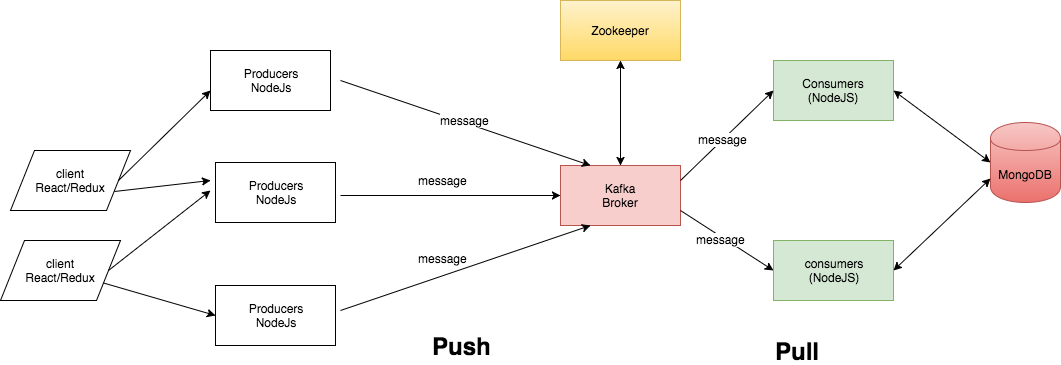 Zookeeper
Producers
NodeJs
Consumers
(NodeJS)
message
message
client
React/Redux
MongoDB
Producers
NodeJs
message
Kafka
Broker
message
client
React/Redux
message
consumers
(NodeJS)
Producers
NodeJs
Push
Pull